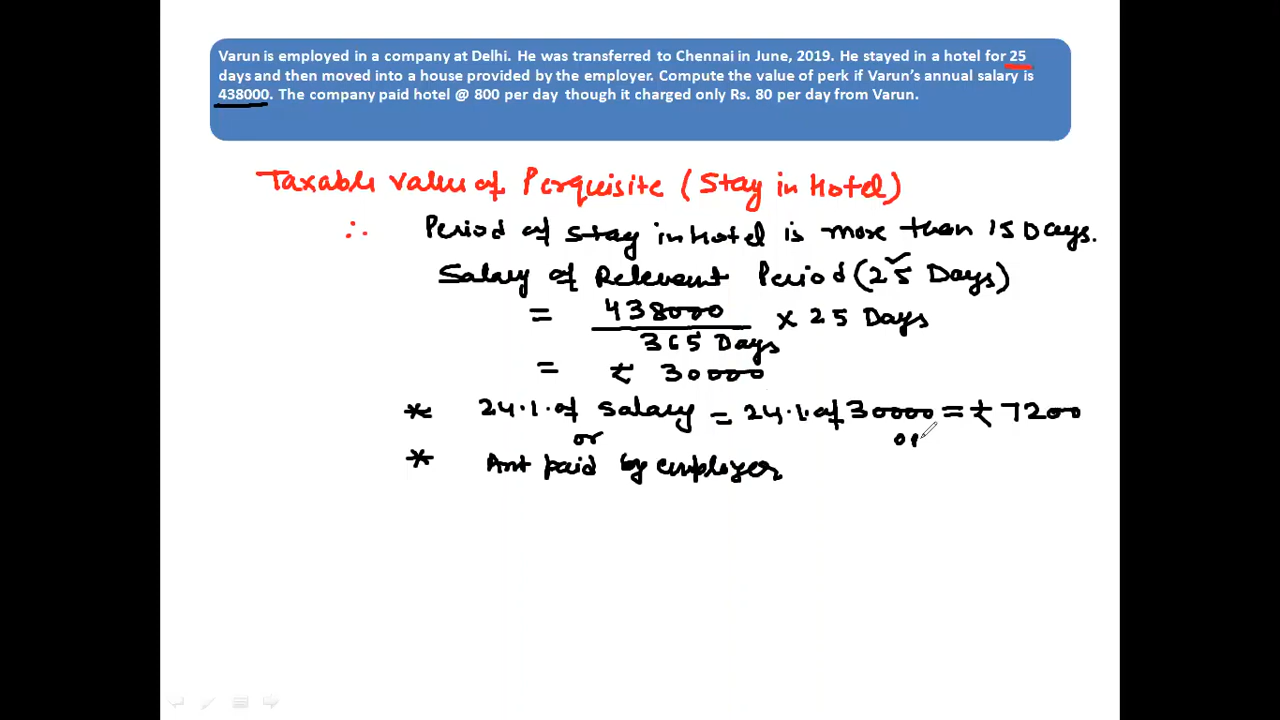 Varun is employed in a company at Delhi. He was transferred to Chennai in June, 2019. He stayed in a hotel for 25
days and then moved into a house provided by the employer. Compute the value of perk if Varun's annual salary is
438000. The company paid hotel @ 800 per day though it charged only Rs. 80 per day from Varun.
Taxable value of Perquisite (Stay in Hotel)
∴ Period of stay in Hotel is more than 15 Days.
Salary of Relevent Period (25 Days)
= 438000 × 25 Days
365 Days
= ₹ 30000
* 24% of salary = 24% of 30000 = ₹ 7200
or or
* Amt paid by employer